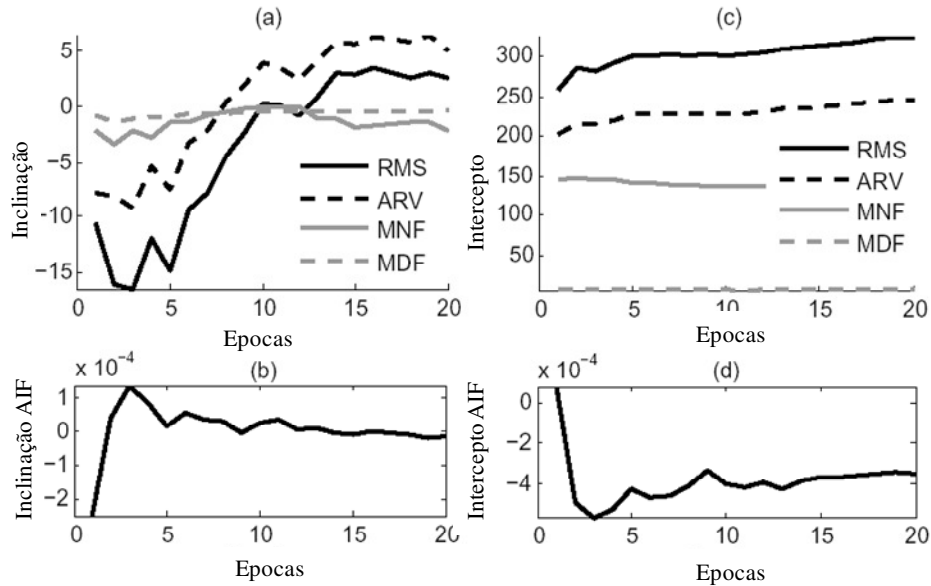 (a)
5
0
−5
−10
−15
Inclinação
RMS
ARV
MNF
MDF
0 5 10 15 20
Epocas
(c)
300
250
200
150
100
50
Intercepto
RMS
ARV
MNF
MDF
0 5 10 15 20
Epocas
(b)
x 10−4
1
0
−1
−2
Inclinação AIF
0 5 10 15
Epocas
(d)
x 10−4
0
−2
−4
Intercepto AIF
0 5 10 15 20
Epocas